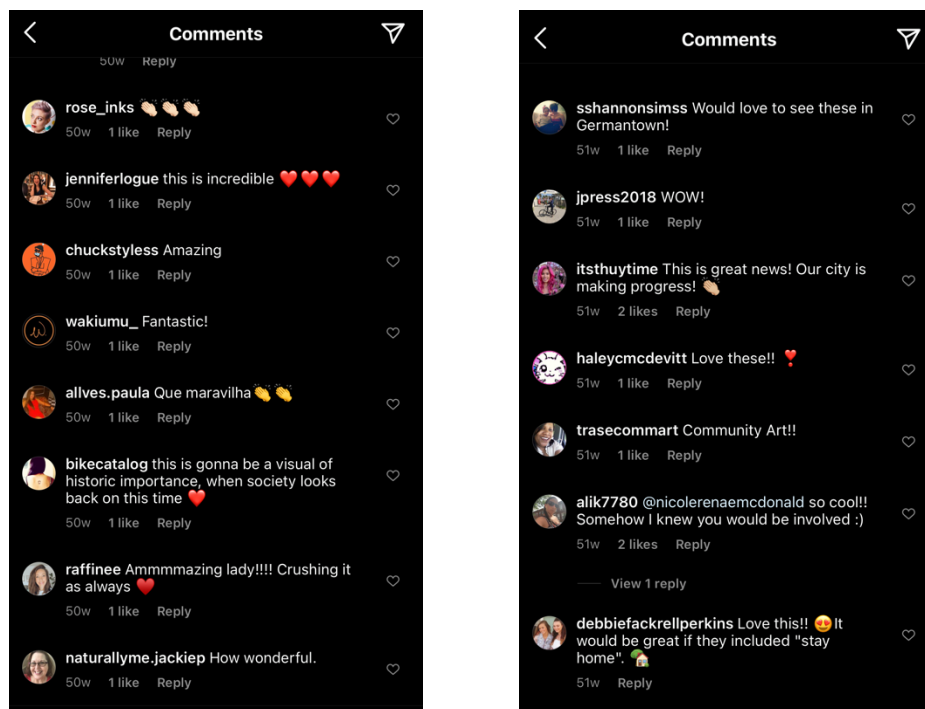 Comments
50w Reply
rose_inks 👏🏻👏🏻👏🏻
50w 1 like Reply
jenniferlogue this is incredible ❤️❤️❤️
50w 1 like Reply
chuckstyless Amazing
50w 1 like Reply
wakiumu_ Fantastic!
50w 1 like Reply
allves.paula Que maravilha👏👏
50w 1 like Reply
bikecatalog this is gonna be a visual of
historic importance, when society looks
back on this time ❤️
50w 1 like Reply
raffinee Ammmmazing lady!!!! Crushing it
as always ♥️
50w 1 like Reply
naturallyme.jackiep How wonderful.
50w 1 like Reply
Comments
sshannonsimss Would love to see these in
Germantown!
51w 1 like Reply
jpress2018 WOW!
51w 1 like Reply
itsthuytime This is great news! Our city is
making progress! 👏🏻
51w 2 likes Reply
haleycmcdevitt Love these!! ❣️
51w 1 like Reply
trasecommart Community Art!!
51w 1 like Reply
alik7780 @nicolerenaemcdonald so cool!!
Somehow I knew you would be involved :)
51w 2 likes Reply
View 1 reply
debbiefackrellperkins Love this!! 😍It
would be great if they included "stay
home". 🏡
51w Reply